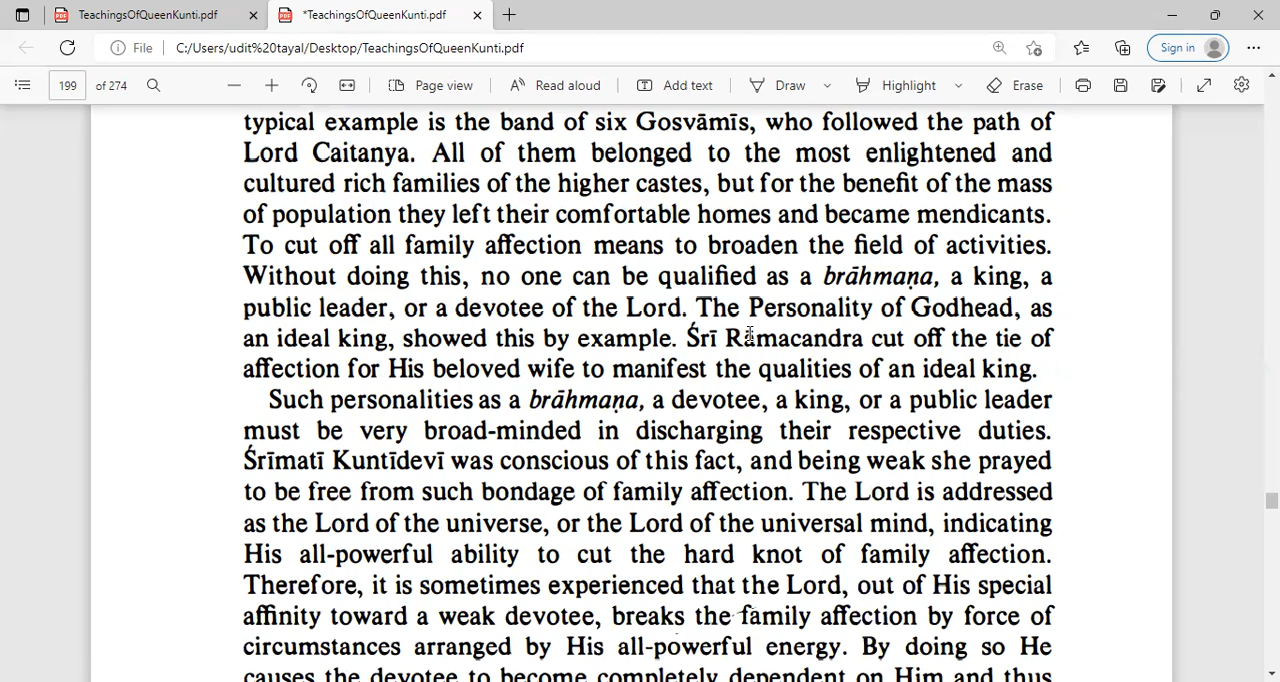 TeachingsOfQueenKunti.pdf
*TeachingsOfQueenKunti.pdf
File C:/Users/udit%20tayal/Desktop/TeachingsOfQueenKunti.pdf Sign in
199 of 274 Page view Read aloud Add text Draw Highlight Erase
typical example is the band of six Gosvāmīs, who followed the path of
Lord Caitanya. All of them belonged to the most enlightened and
cultured rich families of the higher castes, but for the benefit of the mass
of population they left their comfortable homes and became mendicants.
To cut off all family affection means to broaden the field of activities.
Without doing this, no one can be qualified as a brāhmaṇa, a king, a
public leader, or a devotee of the Lord. The Personality of Godhead, as
an ideal king, showed this by example. Śrī Rāmacandra cut off the tie of
affection for His beloved wife to manifest the qualities of an ideal king.
Such personalities as a brāhmaṇa, a devotee, a king, or a public leader
must be very broad-minded in discharging their respective duties.
Śrīmatī Kuntīdevī was conscious of this fact, and being weak she prayed
to be free from such bondage of family affection. The Lord is addressed
as the Lord of the universe, or the Lord of the universal mind, indicating
His all-powerful ability to cut the hard knot of family affection.
Therefore, it is sometimes experienced that the Lord, out of His special
affinity toward a weak devotee, breaks the family affection by force of
circumstances arranged by His all-powerful energy. By doing so He
causes the devotee to become completely dependent on Him and thus